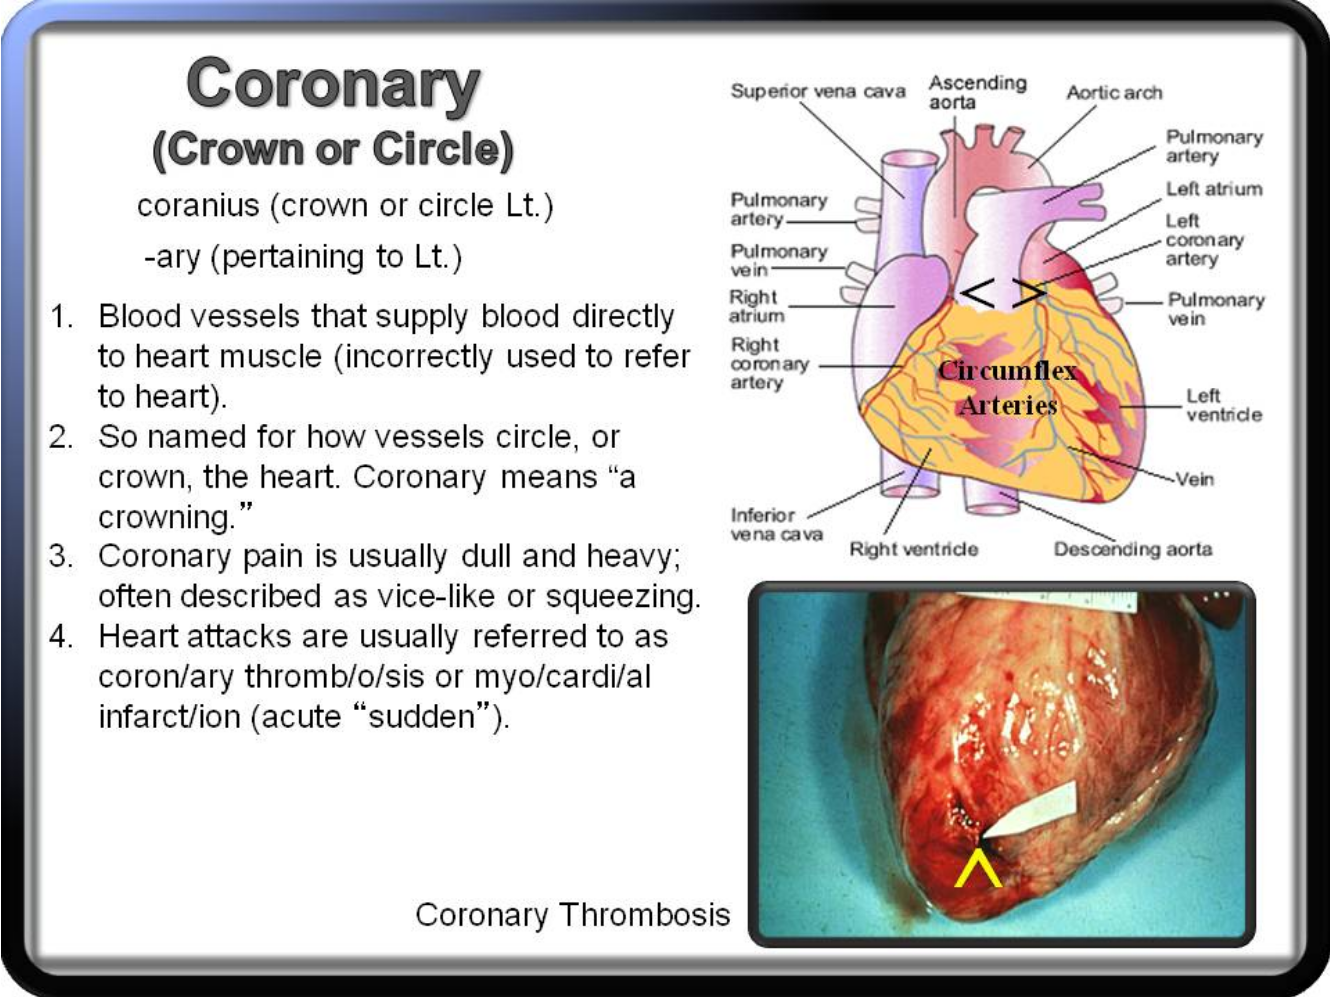 Coronary
(Crown or Circle)
coranius (crown or circle Lt.)
-ary (pertaining to Lt.)
1. Blood vessels that supply blood directly
to heart muscle (incorrectly used to refer
to heart).
2. So named for how vessels circle, or
crown, the heart. Coronary means “a
crowning.”
3. Coronary pain is usually dull and heavy;
often described as vice-like or squeezing.
4. Heart attacks are usually referred to as
coron/ary thromb/o/sis or myo/cardi/al
infarct/ion (acute “sudden”).
Superior vena cava
Ascending
aorta
Aortic arch
Pulmonary
artery
Left atrium
Left
coronary
artery
Pulmonary
vein
Left
ventricle
Vein
Descending aorta
Pulmonary
artery
Pulmonary
vein
Right
atrium
Right
coronary
artery
Inferior
vena cava
Right ventricle
< >
Circumflex
Arteries
Coronary Thrombosis
^